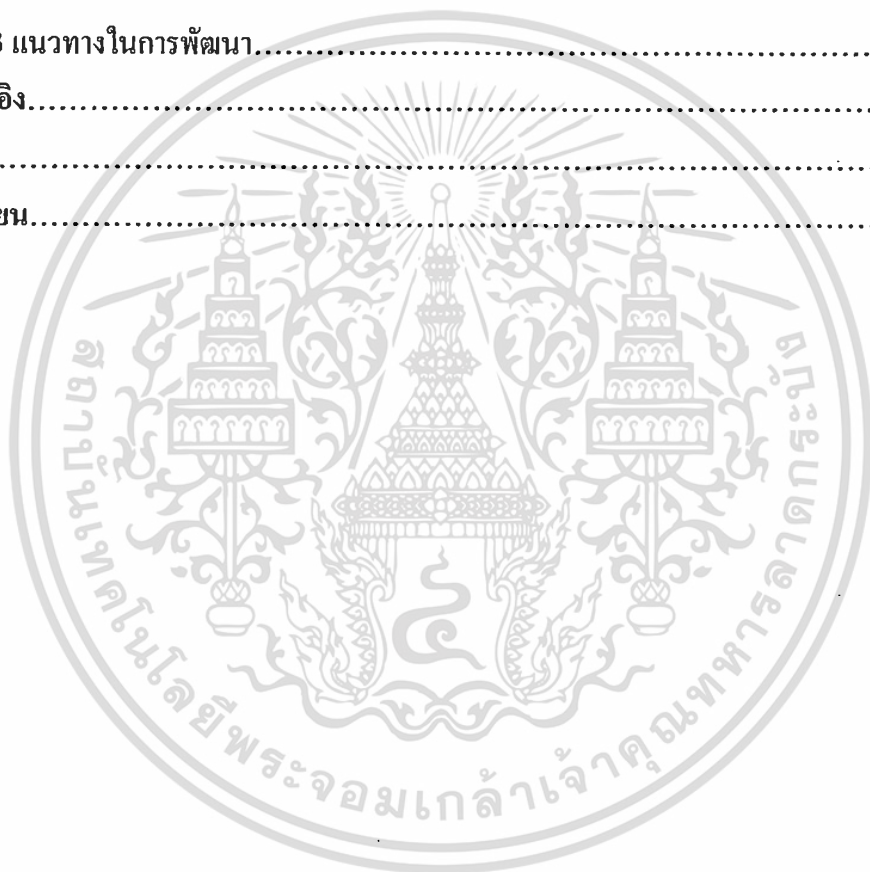 3 แนวทางในการพัฒนา
อิง
ยน
สถาบันเทคโนโลยีพระจอมเกล้าเจ้าคุณทหารลาดกระบัง
๔